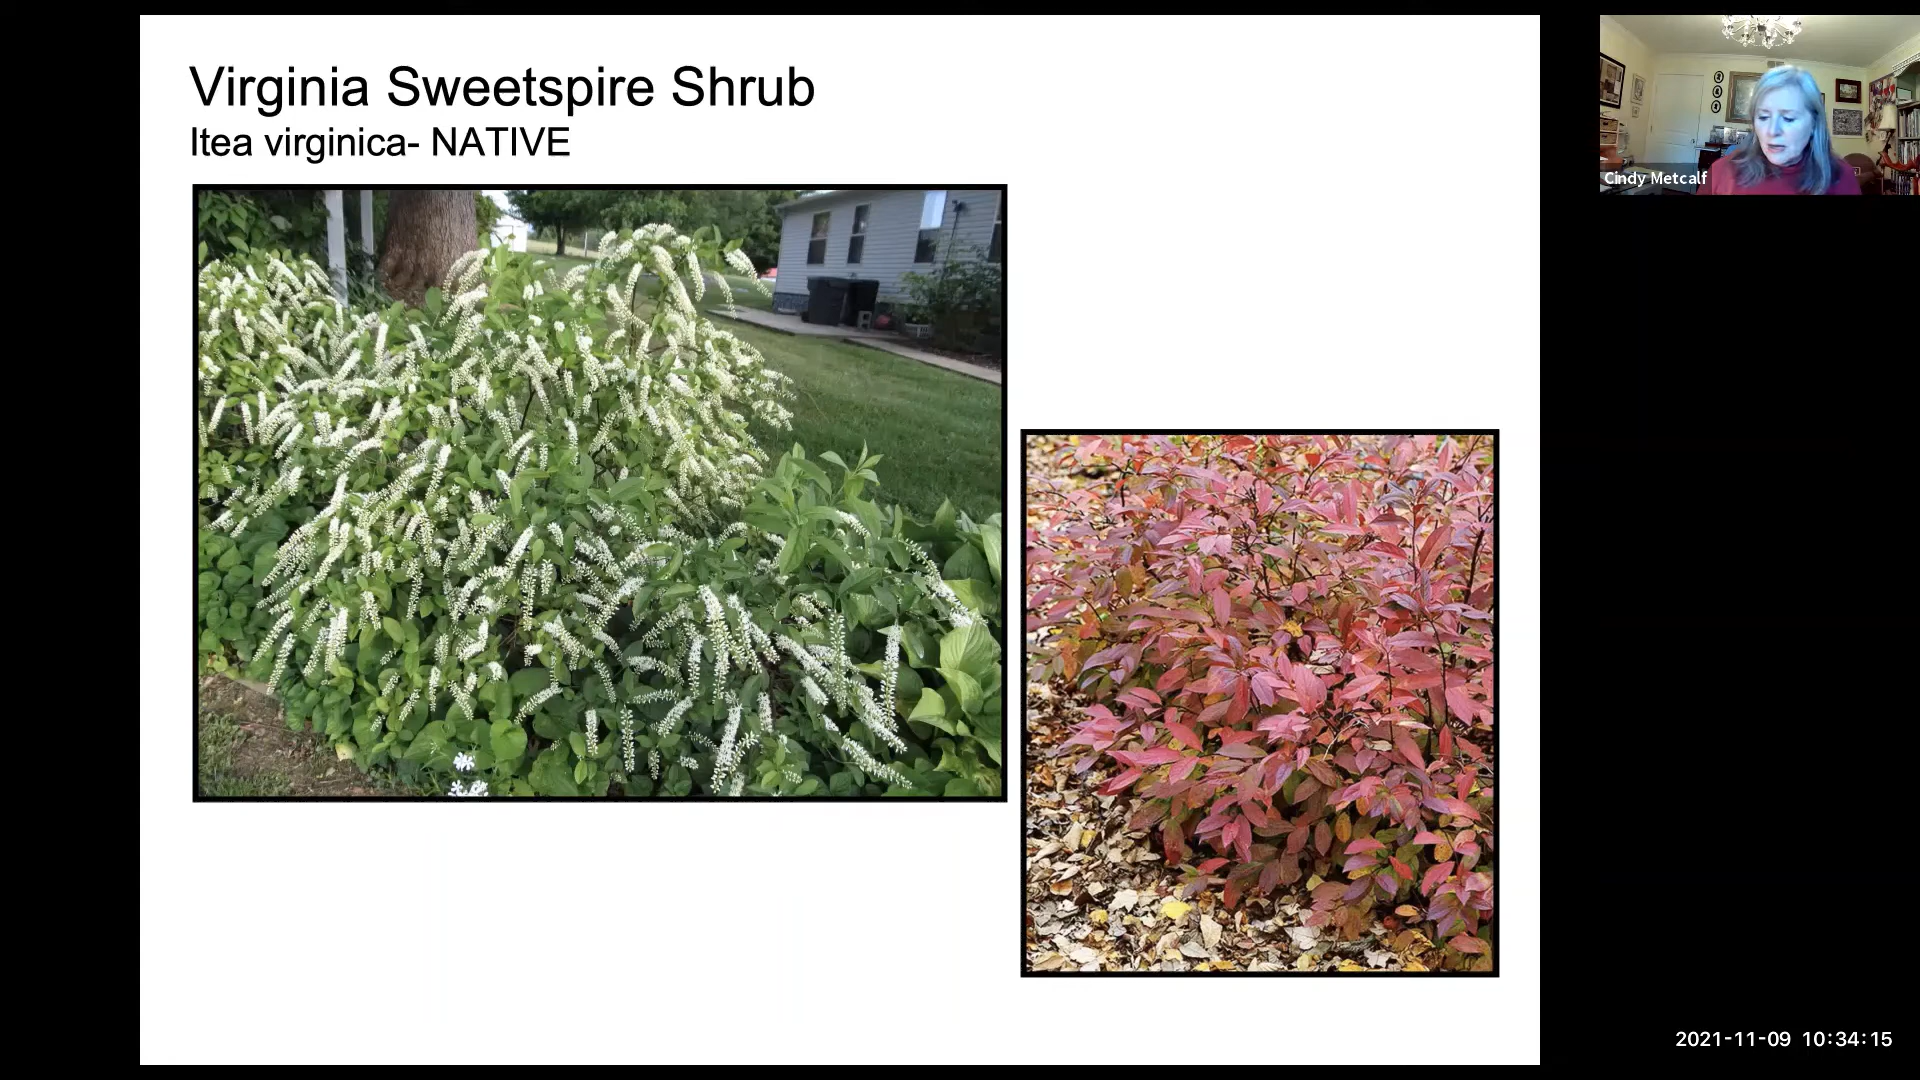 Virginia Sweetspire Shrub
Itea virginica- NATIVE
Cindy Metcalf
2021-11-09 10:34:15